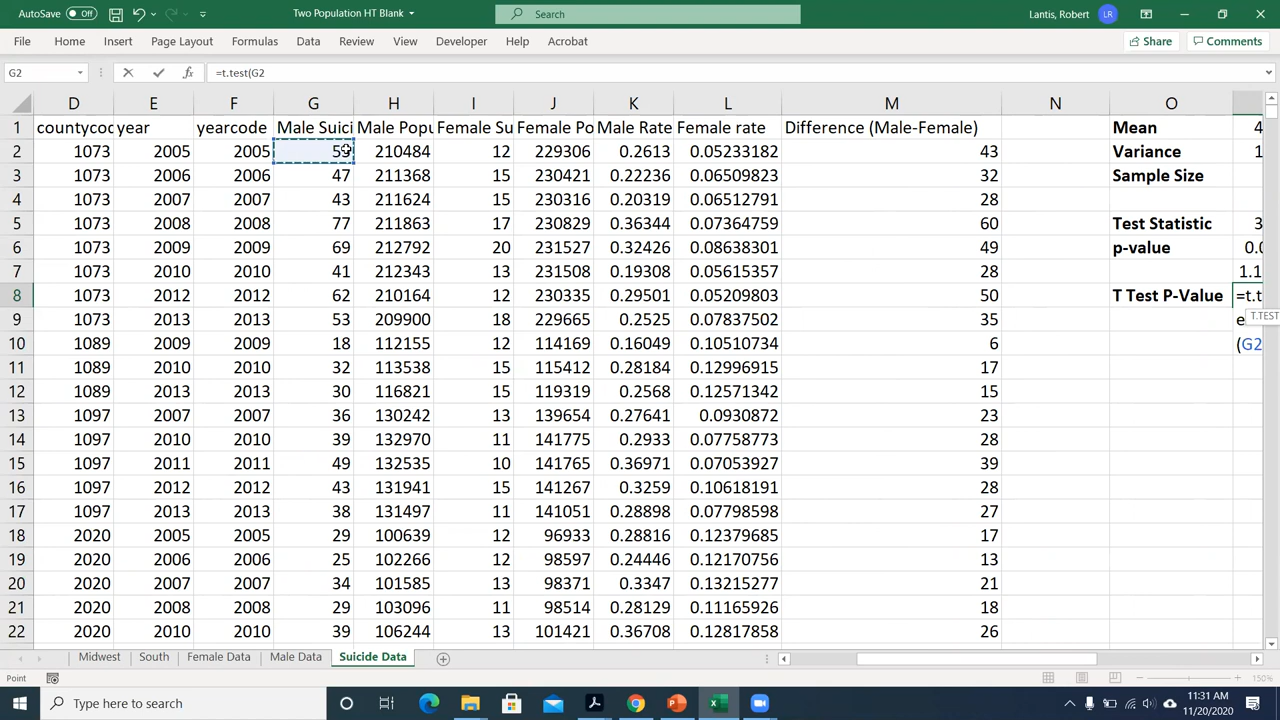 AutoSave Off Two Population HT Blank Search Lantis, Robert LR
File Home Insert Page Layout Formulas Data Review View Developer Help Acrobat Share Comments
G2 fx =t.test(G2
D E F G H I J K L M N O
1 countycod year yearcode Male Suici Male Popu Female Su Female Po Male Rate Female rate Difference (Male-Female) Mean 4
2 1073 2005 2005 210484 12 229306 0.2613 0.05233182 43 Variance 1
3 1073 2006 2006 47 211368 15 230421 0.22236 0.06509823 32 Sample Size
4 1073 2007 2007 43 211624 15 230316 0.20319 0.06512791 28
5 1073 2008 2008 77 211863 17 230829 0.36344 0.07364759 60 Test Statistic 3
6 1073 2009 2009 69 212792 20 231527 0.32426 0.08638301 49 p-value 0.0
7 1073 2010 2010 41 212343 13 231508 0.19308 0.05615357 28 1.1
8 1073 2012 2012 62 210164 12 230335 0.29501 0.05209803 50 T Test P-Value =t.t
9 1073 2013 2013 53 209900 18 229665 0.2525 0.07837502 35 e T.TEST
10 1089 2009 2009 18 112155 12 114169 0.16049 0.10510734 6 (G2
11 1089 2010 2010 32 113538 15 115412 0.28184 0.12996915 17
12 1089 2013 2013 30 116821 15 119319 0.2568 0.12571342 15
13 1097 2007 2007 36 130242 13 139654 0.27641 0.0930872 23
14 1097 2010 2010 39 132970 11 141775 0.2933 0.07758773 28
15 1097 2011 2011 49 132535 10 141765 0.36971 0.07053927 39
16 1097 2012 2012 43 131941 15 141267 0.3259 0.10618191 28
17 1097 2013 2013 38 131497 11 141051 0.28898 0.07798598 27
18 2020 2005 2005 29 100639 12 96933 0.28816 0.12379685 17
19 2020 2006 2006 25 102266 12 98597 0.24446 0.12170756 13
20 2020 2007 2007 34 101585 13 98371 0.3347 0.13215277 21
21 2020 2008 2008 29 103096 11 98514 0.28129 0.11165926 18
22 2020 2010 2010 39 106244 13 101421 0.36708 0.12817858 26
Midwest South Female Data Male Data Suicide Data
Point 150%
Type here to search 11:31 AM
11/20/2020